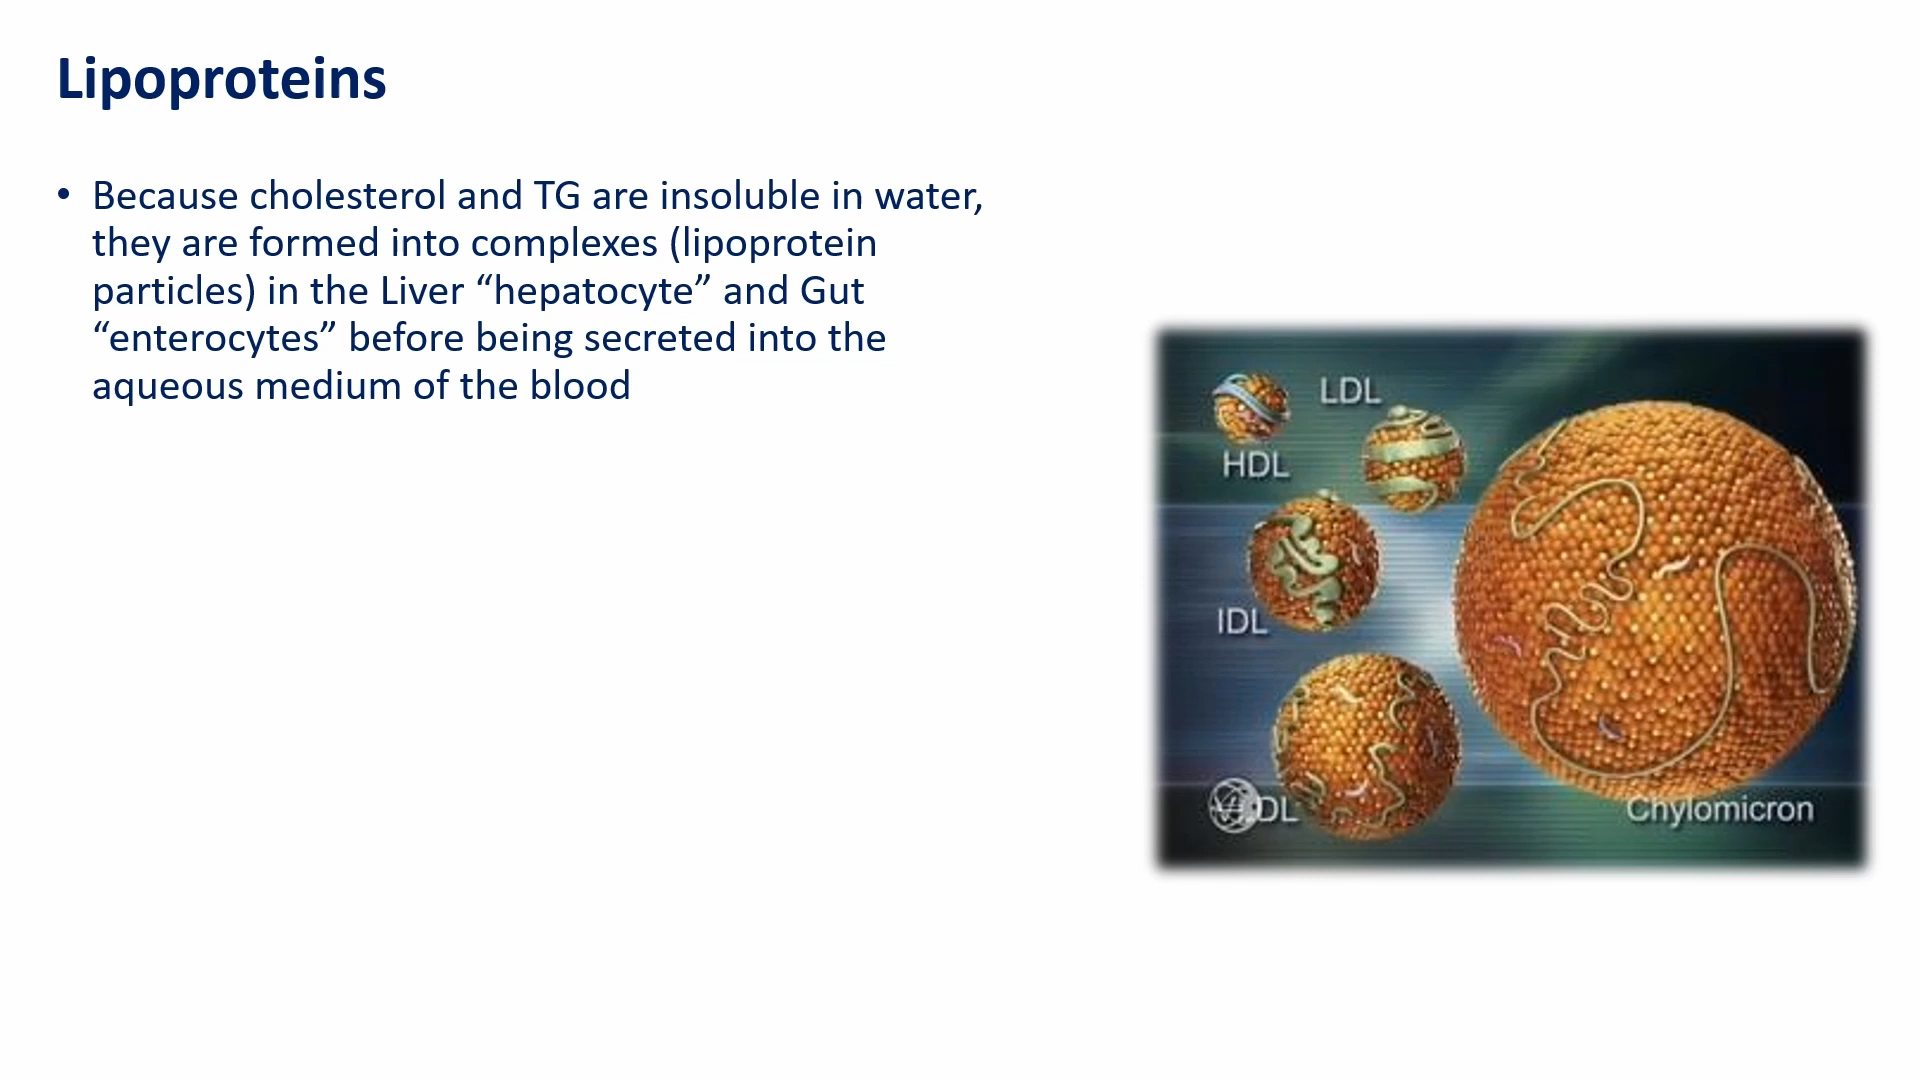 Lipoproteins
• Because cholesterol and TG are insoluble in water,
they are formed into complexes (lipoprotein
particles) in the Liver “hepatocyte” and Gut
“enterocytes” before being secreted into the
aqueous medium of the blood
LDL
HDL
IDL
VLDL
Chylomicron